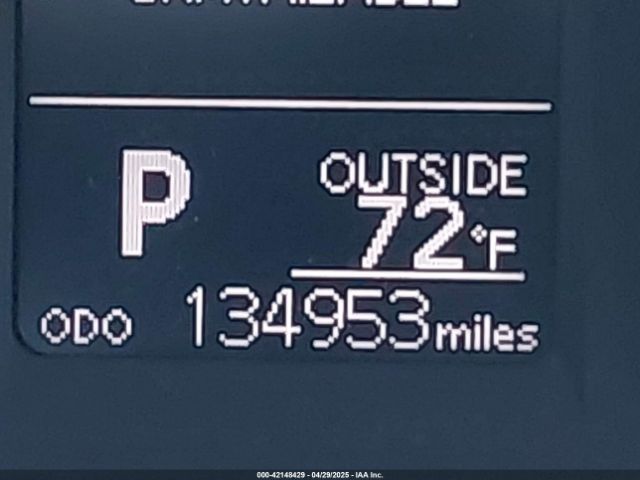 P
OUTSIDE
72°F
ODO 134953 miles
000-42148429 - 04/29/2025 - IAA Inc.